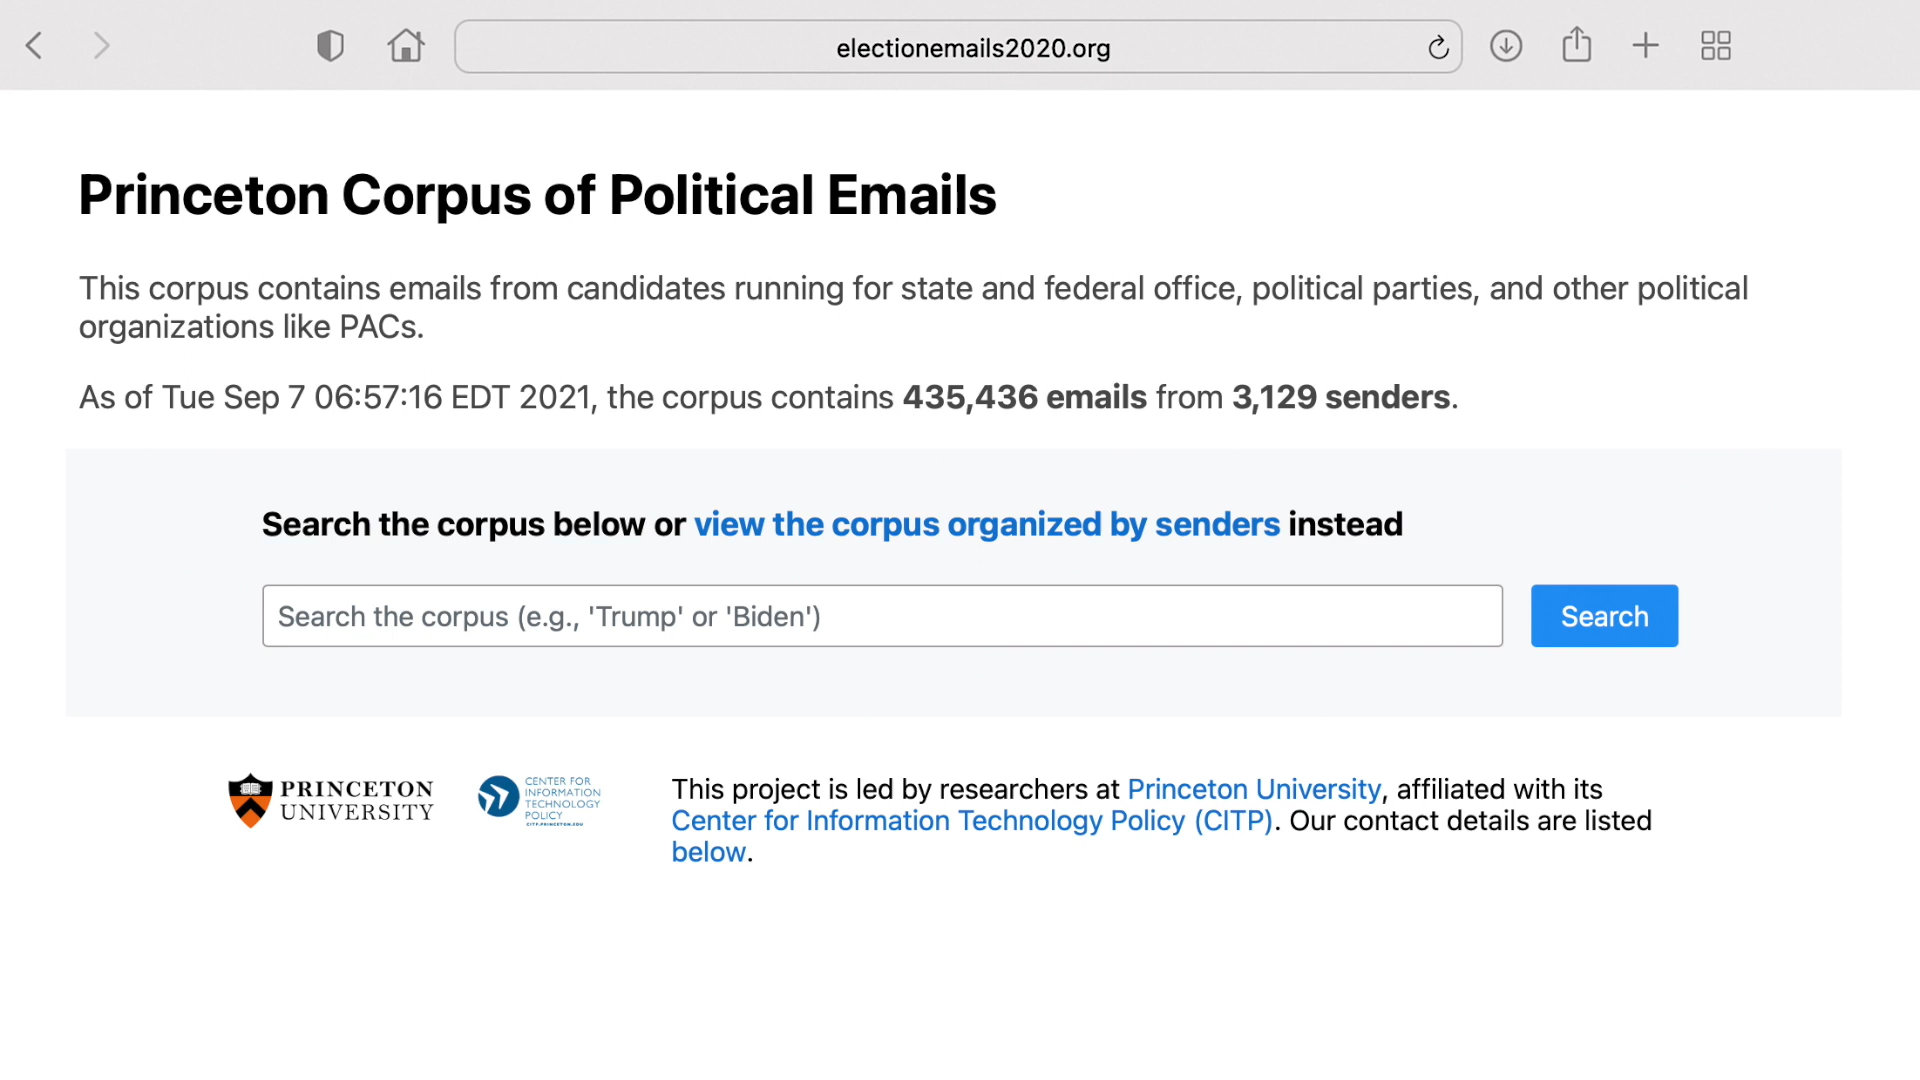 electionemails2020.org
Princeton Corpus of Political Emails
This corpus contains emails from candidates running for state and federal office, political parties, and other political
organizations like PACs.
As of Tue Sep 7 06:57:16 EDT 2021, the corpus contains 435,436 emails from 3,129 senders.
Search the corpus below or view the corpus organized by senders instead
Search the corpus (e.g., 'Trump' or 'Biden')
Search
PRINCETON
UNIVERSITY
CENTER FOR
INFORMATION
TECHNOLOGY
POLICY
CITP.PRINCETON.EDU
This project is led by researchers at Princeton University, affiliated with its
Center for Information Technology Policy (CITP). Our contact details are listed
below.